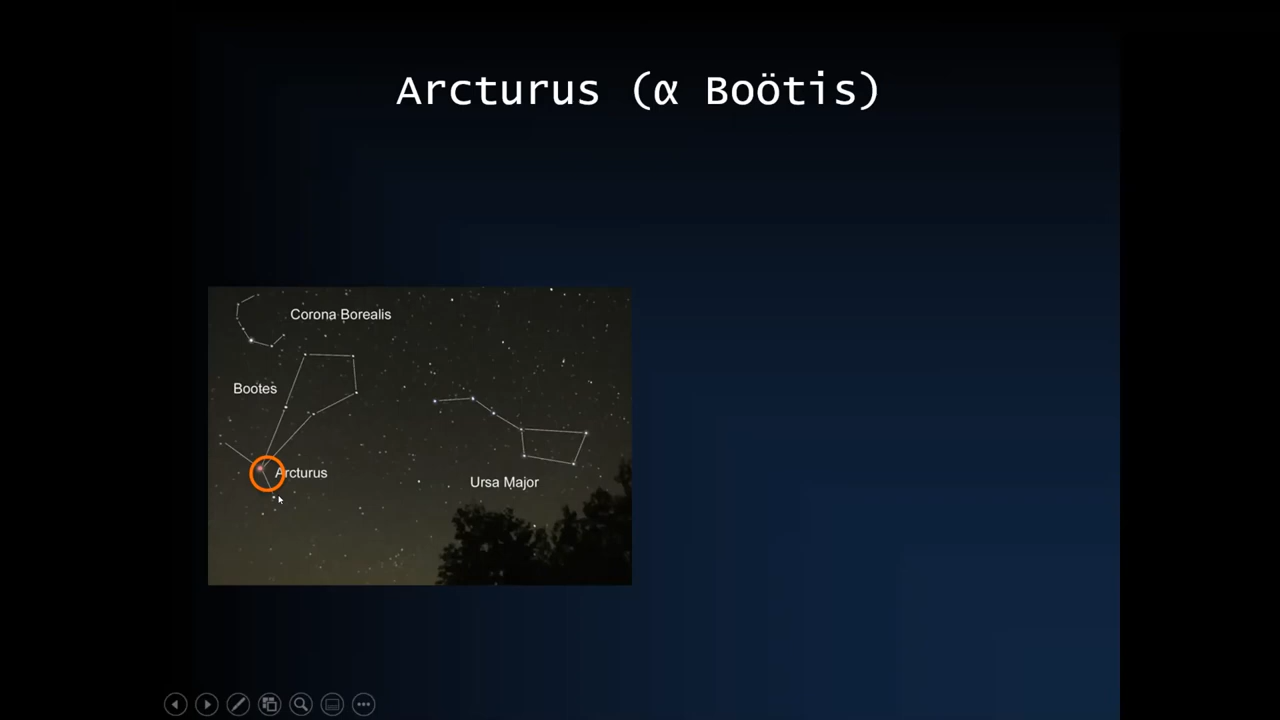 Arcturus (α Boötis)
Corona Borealis
Bootes
Arcturus
Ursa Major